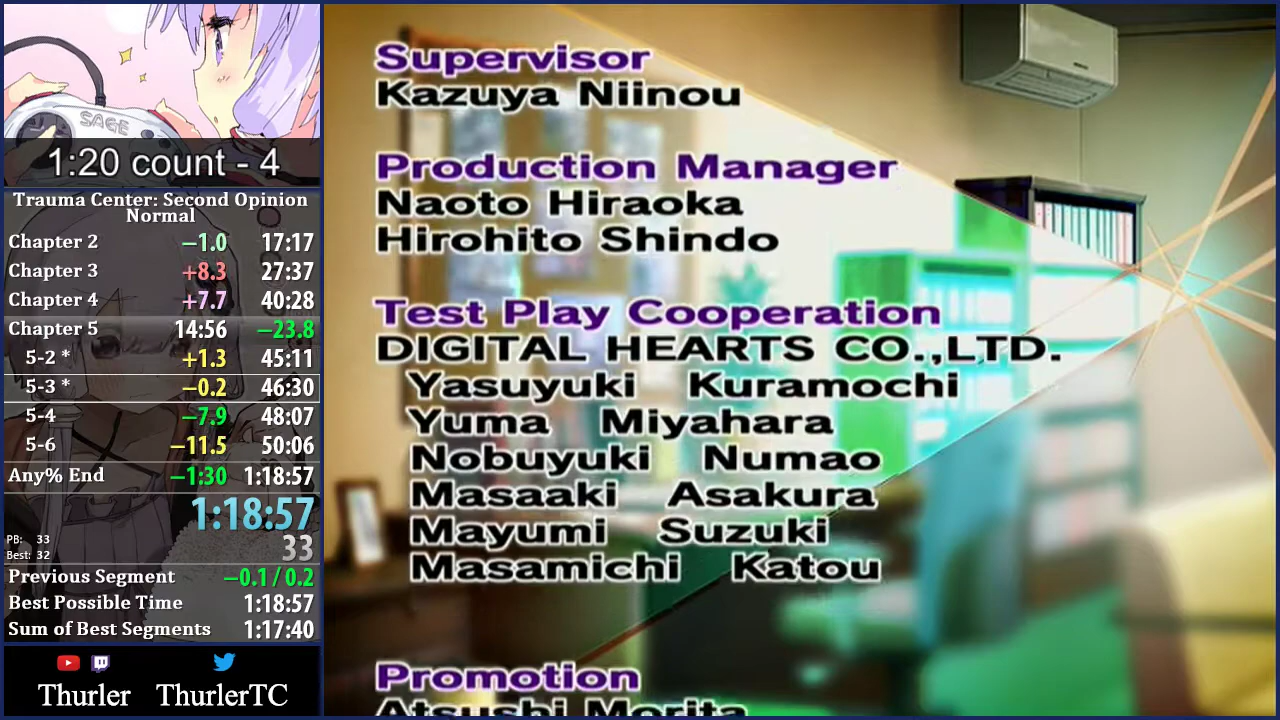 SAGE
1:20 count - 4
Trauma Center: Second Opinion
Normal
Chapter 2 −1.0 17:17
Chapter 3 +8.3 27:37
Chapter 4 +7.7 40:28
Chapter 5 14:56 −23.8
5-2 * +1.3 45:11
5-3 * −0.2 46:30
5-4 −7.9 48:07
5-6 −11.5 50:06
Any% End −1:30 1:18:57
1:18:57
PB: 33
33
Best: 32
Previous Segment −0.1 / 0.2
Best Possible Time 1:18:57
Sum of Best Segments 1:17:40
Thurler ThurlerTC
Supervisor
Kazuya Niinou
Production Manager
Naoto Hiraoka
Hirohito Shindo
Test Play Cooperation
DIGITAL HEARTS CO.,LTD.
Yasuyuki Kuramochi
Yuma Miyahara
Nobuyuki Numao
Masaaki Asakura
Mayumi Suzuki
Masamichi Katou
Promotion
Atsushi Morita